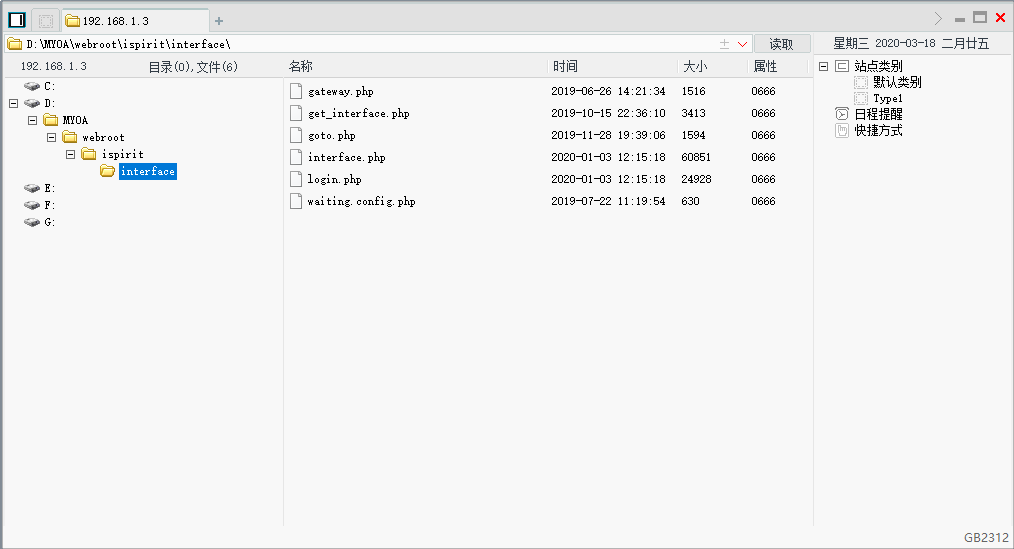 192.168.1.3
D:\MYOA\webroot\ispirit\interface\
读取
星期三 2020-03-18 二月廿五
192.168.1.3 目录(0),文件(6)
名称 时间 大小 属性
C:
D:
MYOA
webroot
ispirit
interface
E:
F:
G:
gateway.php 2019-06-26 14:21:34 1516 0666
get_interface.php 2019-10-15 22:36:10 3413 0666
goto.php 2019-11-28 19:39:06 1594 0666
interface.php 2020-01-03 12:15:18 60851 0666
login.php 2020-01-03 12:15:18 24928 0666
waiting.config.php 2019-07-22 11:19:54 630 0666
站点类别
默认类别
Type1
日程提醒
快捷方式
GB2312